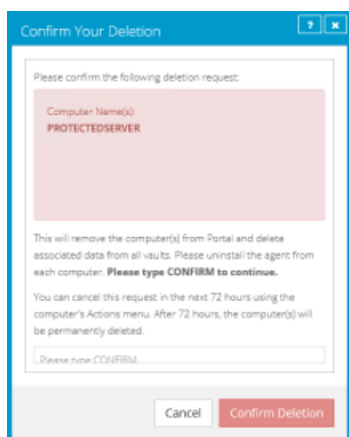 Confirm Your Deletion
? x
Please confirm the following deletion request:
Computer Name(s):
PROTECTEDSERVER
This will remove the computer(s) from Portal and delete
associated data from all vaults. Please uninstall the agent from
each computer. Please type CONFIRM to continue.
You can cancel this request in the next 72 hours using the
computer's Actions menu. After 72 hours, the computer(s) will
be permanently deleted.
Please type CONFIRM
Cancel
Confirm Deletion